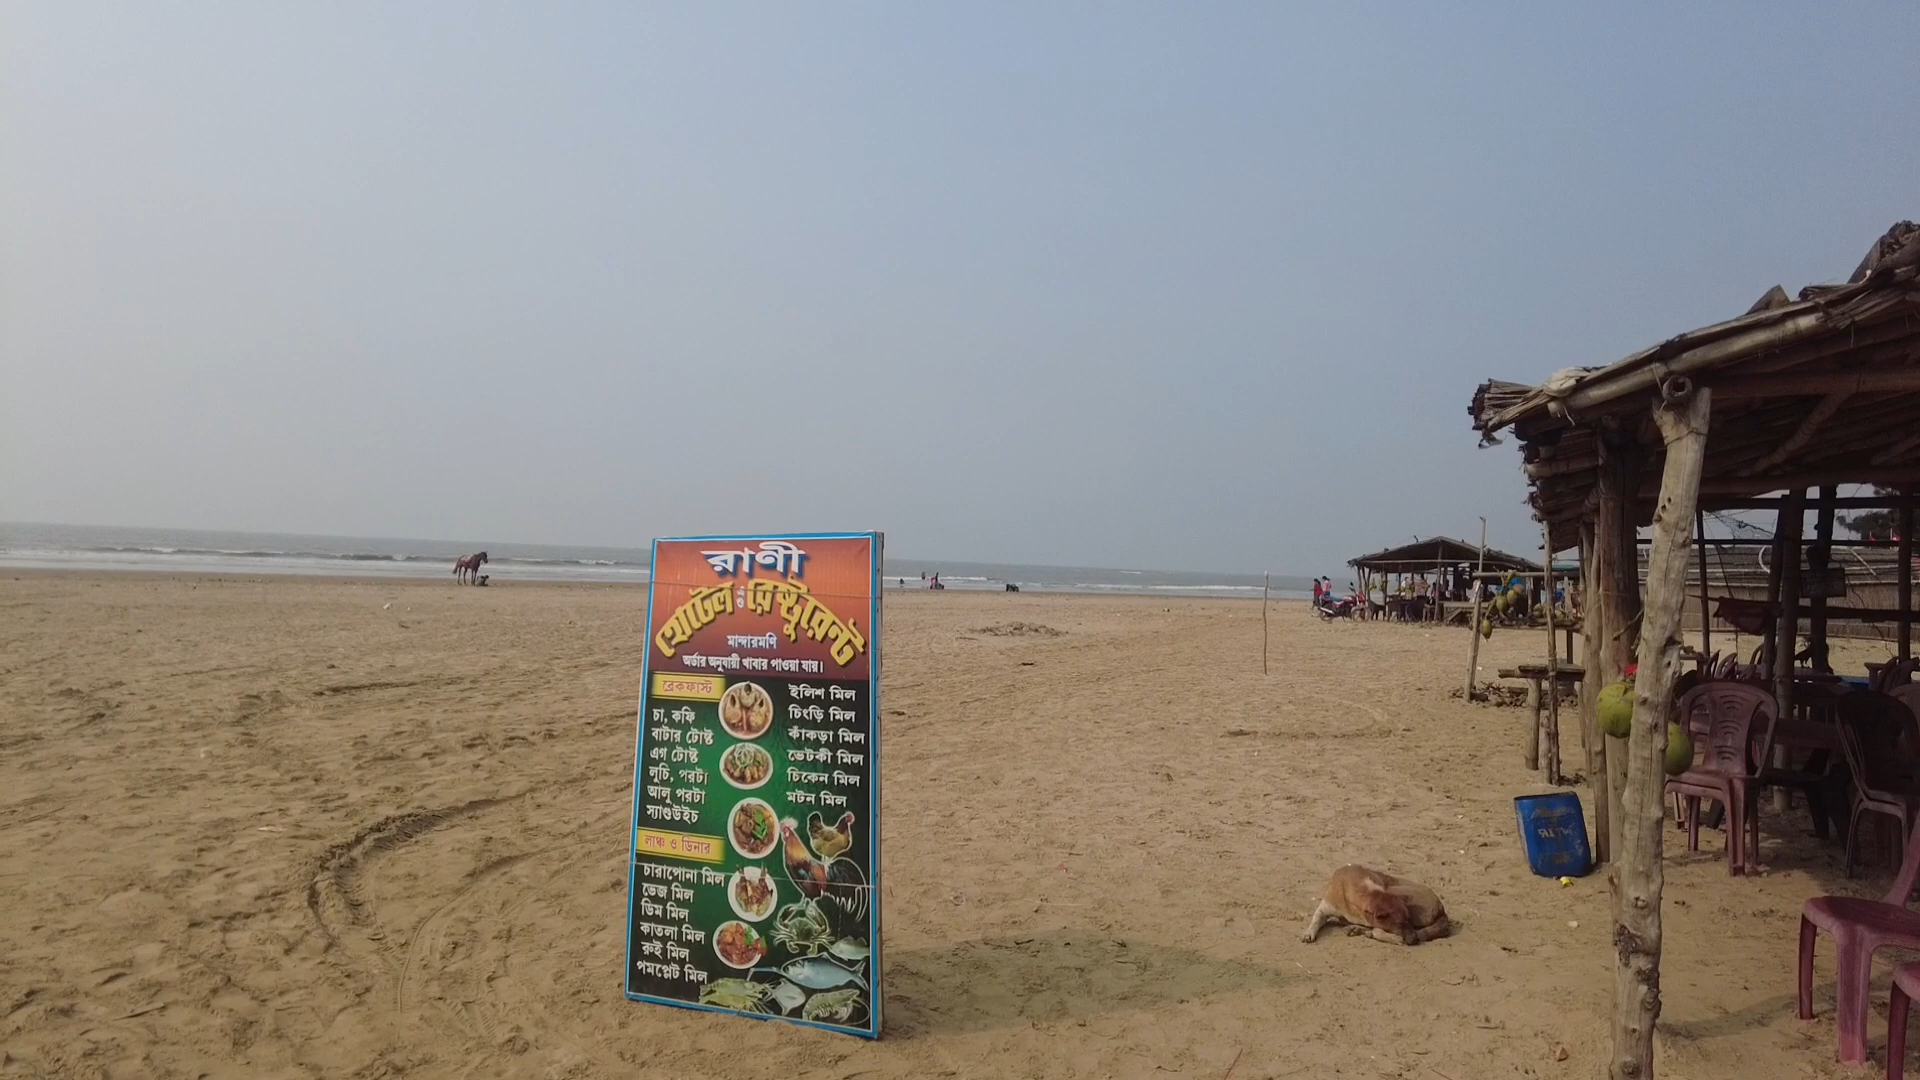 রাণী
হোটেল ও রেষ্টুরেন্ট
মান্দারমণি
অর্ডার অনুযায়ী খাবার পাওয়া যায়।
ব্রেকফাস্ট
চা, কফি
বাটার টোষ্ট
এগ টোষ্ট
লুচি, পরটা
আলু পরটা
স্যাণ্ডউইচ
লাঞ্চ ও ডিনার
চারাপোনা মিল
ভেজ মিল
ডিম মিল
কাতলা মিল
রুই মিল
পমপ্লেট মিল
ইলিশ মিল
চিংড়ি মিল
কাঁকড়া মিল
ভেটকী মিল
চিকেন মিল
মটন মিল